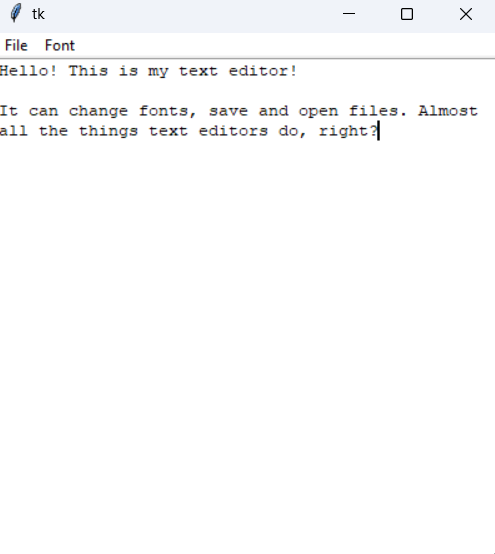 tk
File Font
Hello! This is my text editor!
It can change fonts, save and open files. Almost
all the things text editors do, right?